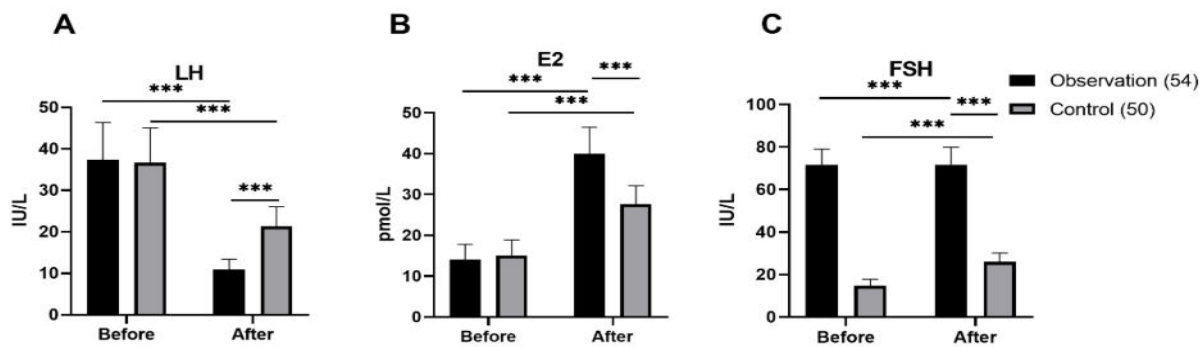 A
LH
***
***
***
IU/L
50
40
30
20
10
0
Before
After
B
E2
***
***
***
pmol/L
50
40
30
20
10
0
Before
After
C
FSH
***
***
***
IU/L
100
80
60
40
20
0
Before
After
Observation (54)
Control (50)